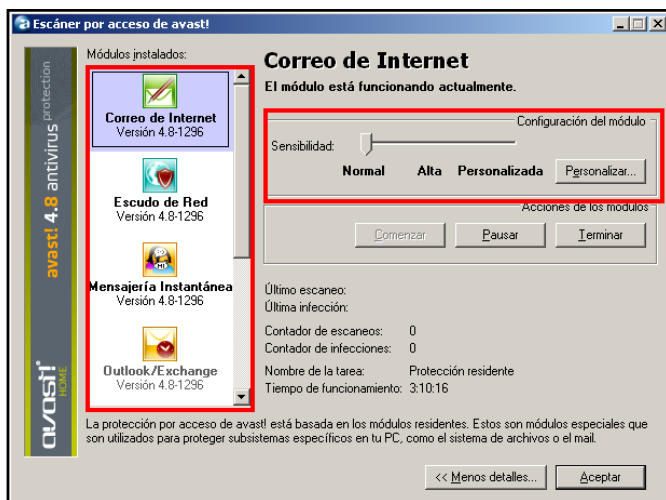 Escáner por acceso de avast!
avast! 4.8 antivirus protection
avast!
HOME
Módulos instalados:
Correo de Internet
Versión 4.8-1296
Escudo de Red
Versión 4.8-1296
Mensajería Instantánea
Versión 4.8-1296
Outlook/Exchange
Versión 4.8-1296
Correo de Internet
El módulo está funcionando actualmente.
Configuración del módulo
Sensibilidad:
Normal Alta Personalizada Personalizar...
Acciones de los módulos
Comenzar Pausar Terminar
Último escaneo:
Última infección:
Contador de escaneos: 0
Contador de infecciones: 0
Nombre de la tarea: Protección residente
Tiempo de funcionamiento: 3:10:16
La protección por acceso de avast! está basada en los módulos residentes. Estos son módulos especiales que
son utilizados para proteger subsistemas específicos en tu PC, como el sistema de archivos o el mail.
<< Menos detalles... Aceptar